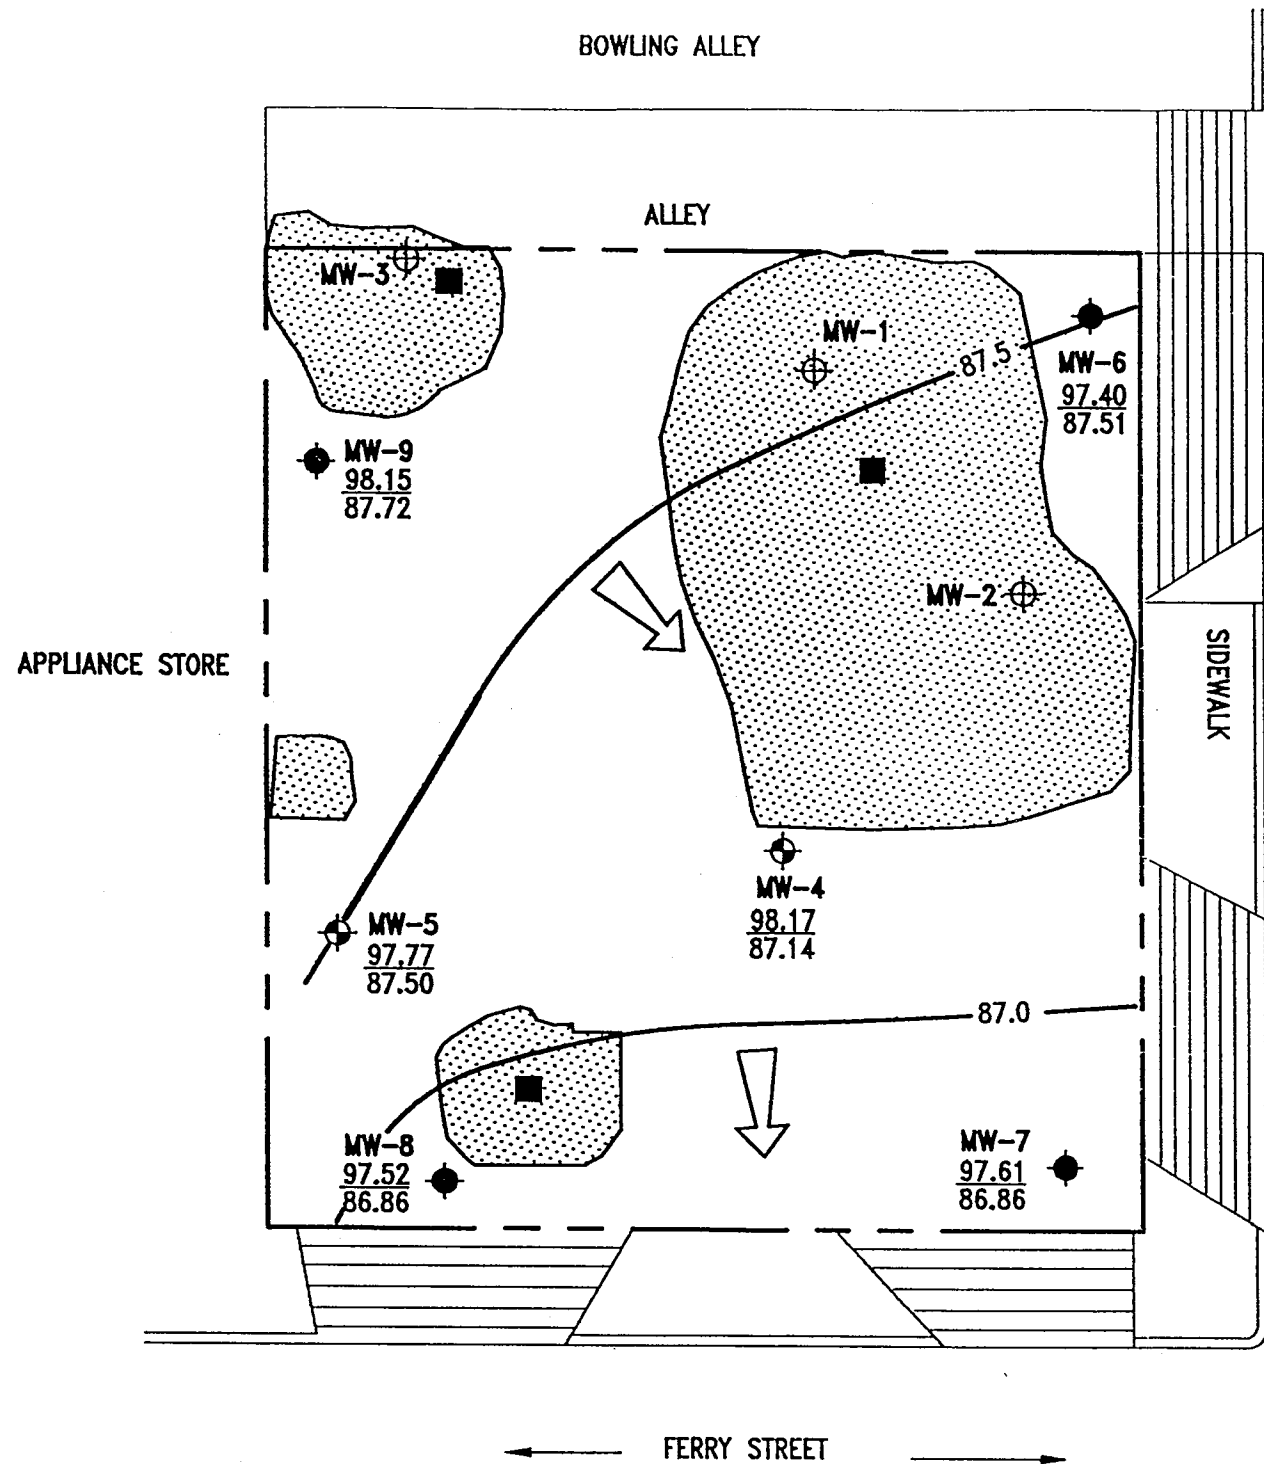 BOWLING ALLEY
ALLEY
MW-3
MW-1
87.5
MW-6
97.40
87.51
MW-9
98.15
87.72
MW-2
APPLIANCE STORE
SIDEWALK
MW-4
98.17
87.14
MW-5
97.77
87.50
87.0
MW-8
97.52
86.86
MW-7
97.61
86.86
FERRY STREET